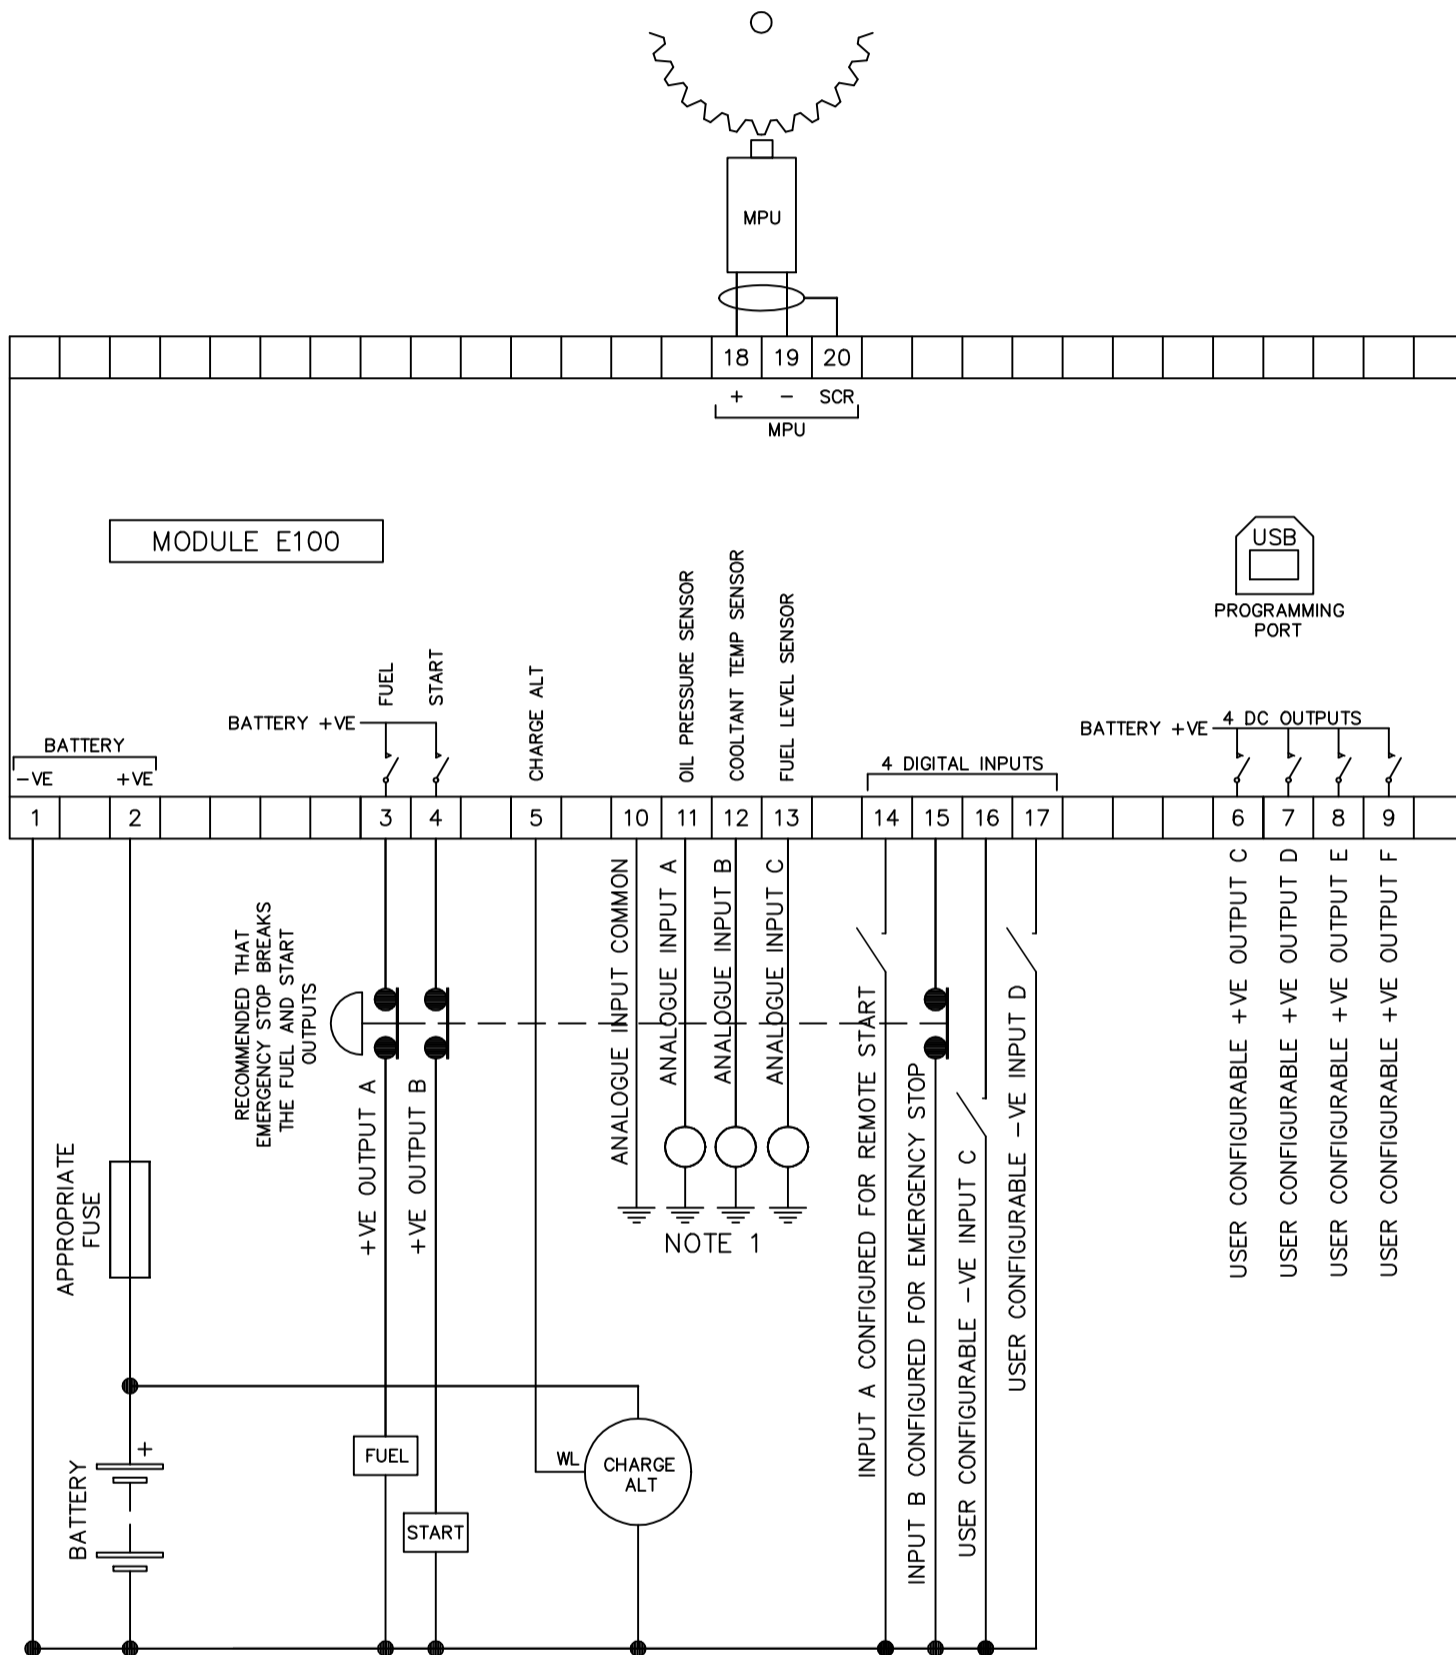 MPU
18 19 20
+ − SCR
MPU
MODULE E100
USB
PROGRAMMING
PORT
FUEL
START
CHARGE ALT
OIL PRESSURE SENSOR
COOLTANT TEMP SENSOR
FUEL LEVEL SENSOR
BATTERY +VE
BATTERY
−VE +VE
4 DIGITAL INPUTS
BATTERY +VE
4 DC OUTPUTS
1 2 3 4 5 10 11 12 13 14 15 16 17 6 7 8 9
RECOMMENDED THAT
EMERGENCY STOP BREAKS
THE FUEL AND START
OUTPUTS
+VE OUTPUT A
+VE OUTPUT B
ANALOGUE INPUT COMMON
ANALOGUE INPUT A
ANALOGUE INPUT B
ANALOGUE INPUT C
NOTE 1
INPUT A CONFIGURED FOR REMOTE START
INPUT B CONFIGURED FOR EMERGENCY STOP
USER CONFIGURABLE −VE INPUT C
USER CONFIGURABLE −VE INPUT D
USER CONFIGURABLE +VE OUTPUT C
USER CONFIGURABLE +VE OUTPUT D
USER CONFIGURABLE +VE OUTPUT E
USER CONFIGURABLE +VE OUTPUT F
APPROPRIATE
FUSE
BATTERY
+
FUEL
START
WL
CHARGE
ALT